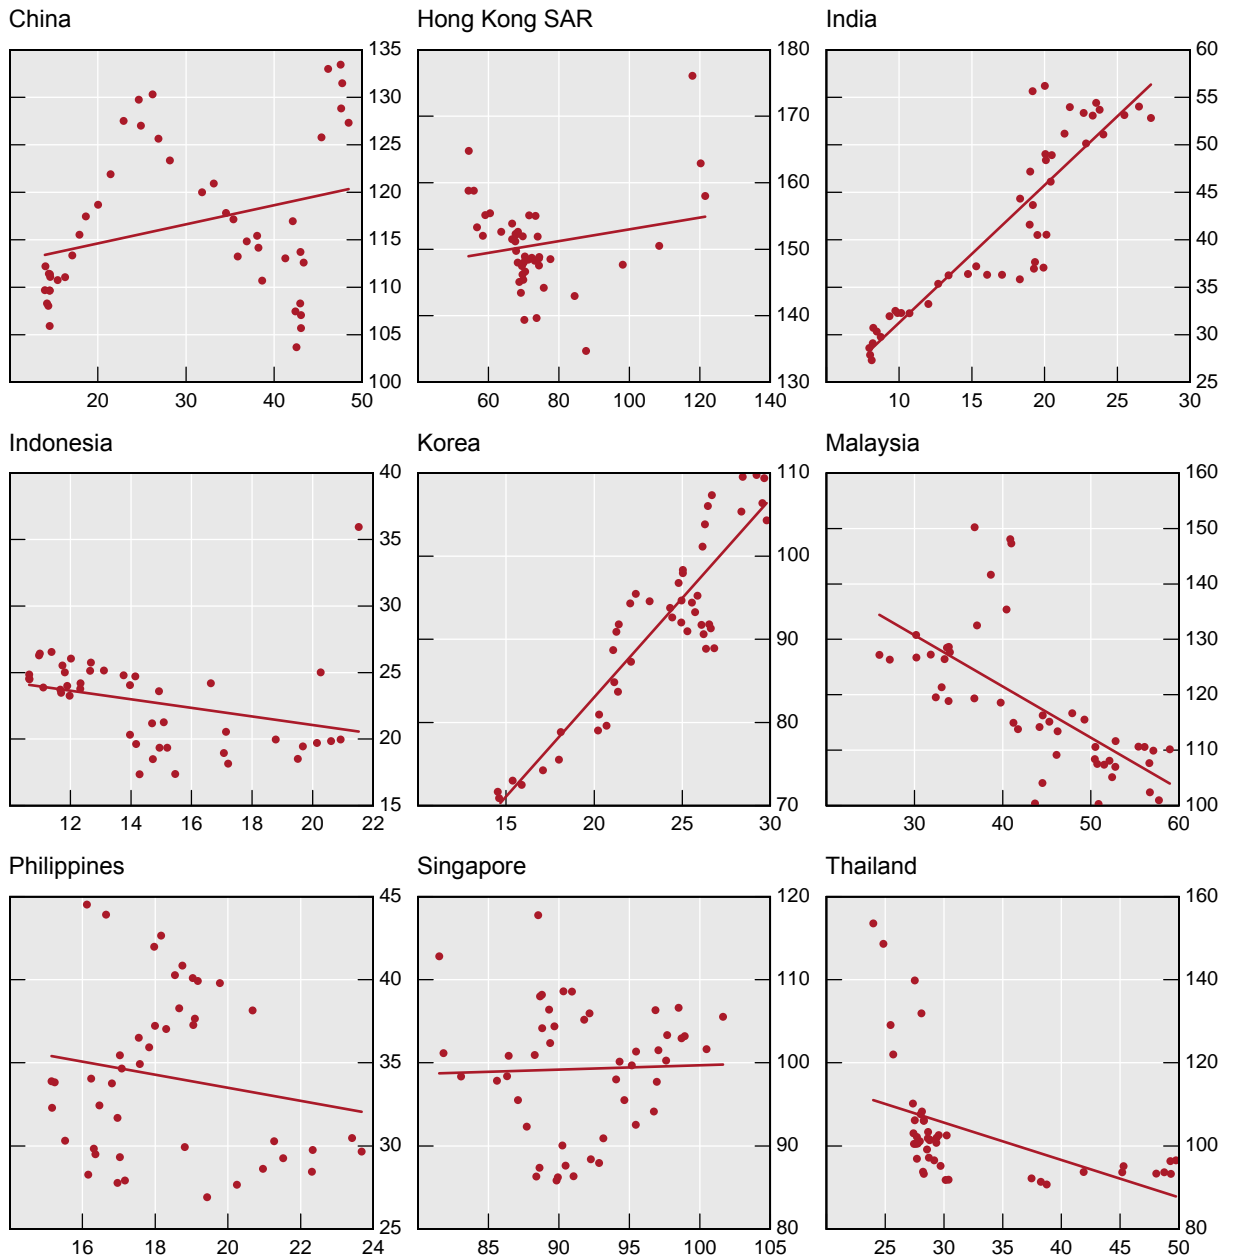 China Hong Kong SAR India
135 180 60
130 170 55
125 50
120 160 45
115 150 40
110 140 35
105 30
100 130 25
20 30 40 50 60 80 100 120 140 10 15 20 25 30
Indonesia Korea Malaysia
40 110 160
35 100 150
30 140
25 90 130
20 80 120
110
15 70 100
12 14 16 18 20 22 15 20 25 30 30 40 50 60
Philippines Singapore Thailand
45 120 160
40 110 140
35 100 120
30 90 100
25 80 80
16 18 20 22 24 85 90 95 100 105 25 30 35 40 45 50